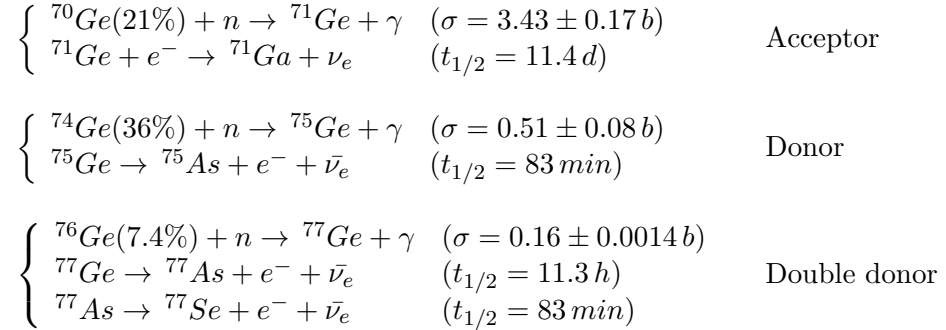 ⁷⁰Ge(21%) + n → ⁷¹Ge + γ (σ = 3.43 ± 0.17 b)
⁷¹Ge + e⁻ → ⁷¹Ga + νₑ (t₁/₂ = 11.4 d)
Acceptor
⁷⁴Ge(36%) + n → ⁷⁵Ge + γ (σ = 0.51 ± 0.08 b)
⁷⁵Ge → ⁷⁵As + e⁻ + ν̄ₑ (t₁/₂ = 83 min)
Donor
⁷⁶Ge(7.4%) + n → ⁷⁷Ge + γ (σ = 0.16 ± 0.0014 b)
⁷⁷Ge → ⁷⁷As + e⁻ + ν̄ₑ (t₁/₂ = 11.3 h)
⁷⁷As → ⁷⁷Se + e⁻ + ν̄ₑ (t₁/₂ = 83 min)
Double donor